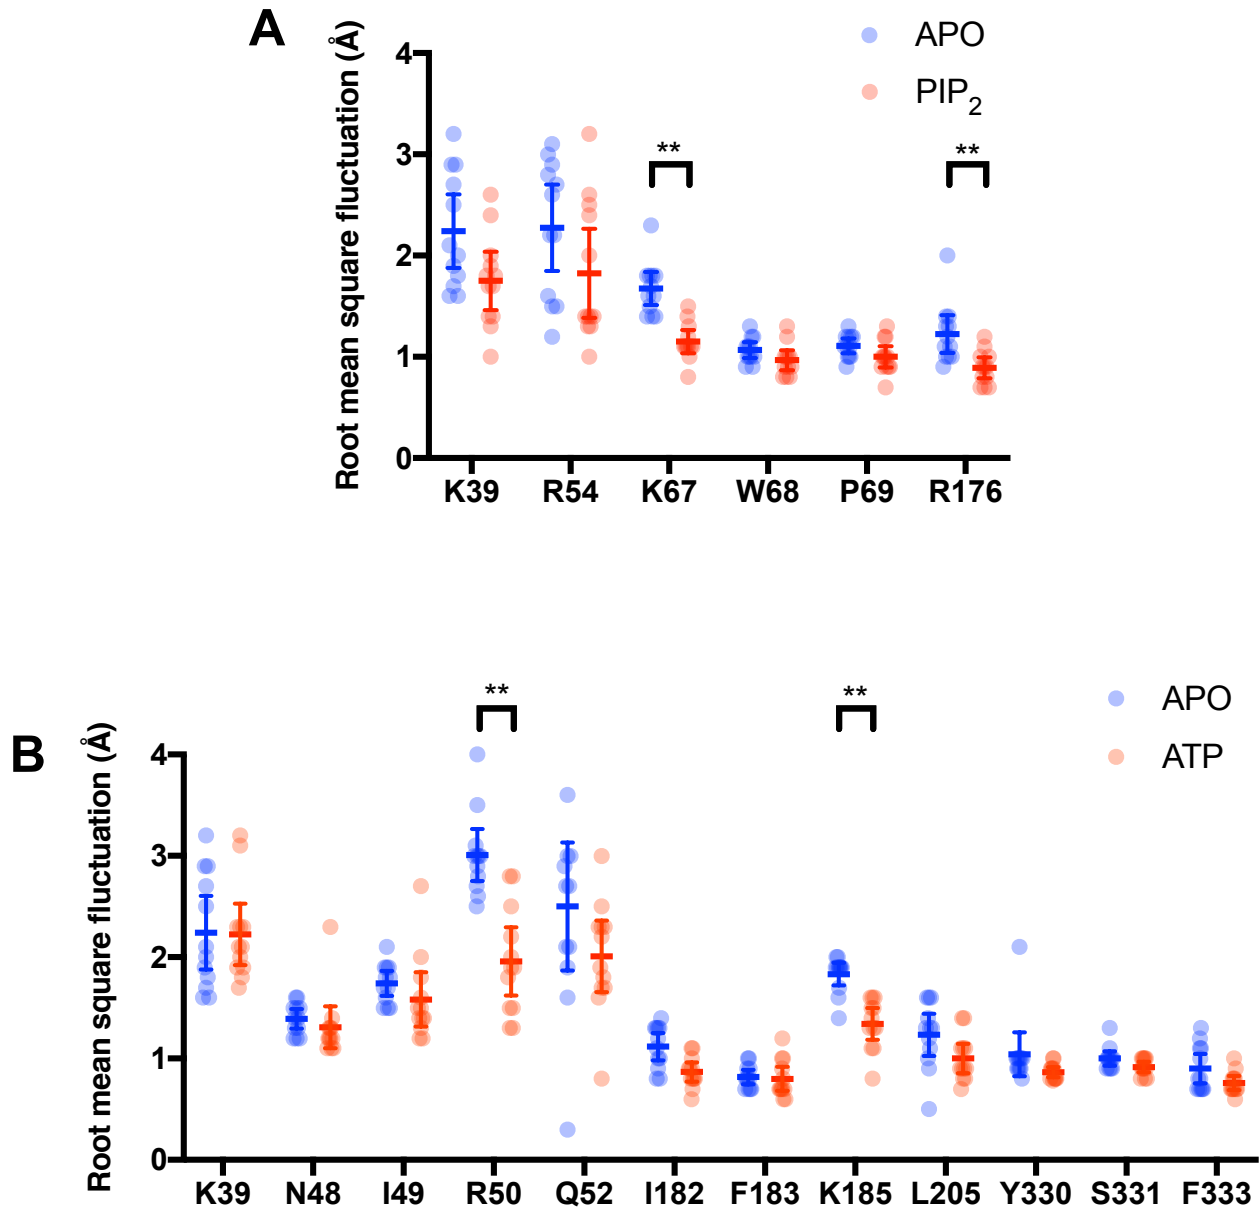 A
Root mean square fluctuation (Å)
APO
PIP2
4
3
2
1
0
**
**
K39 R54 K67 W68 P69 R176
B
Root mean square fluctuation (Å)
APO
ATP
4
3
2
1
0
**
**
K39 N48 I49 R50 Q52 I182 F183 K185 L205 Y330 S331 F333